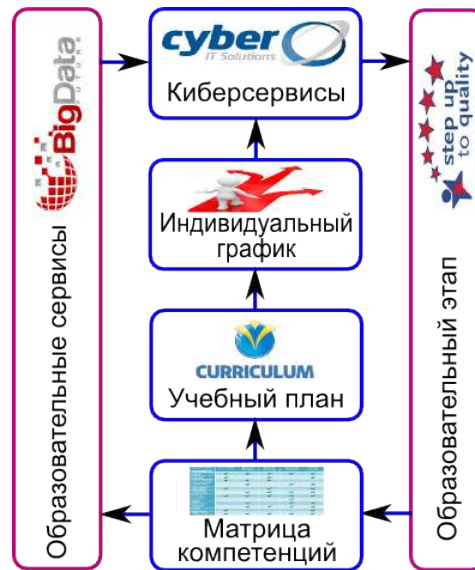 BigData
FUTURE
Образовательные сервисы
cyber
IT Solutions
Киберсервисы
Индивидуальный
график
CURRICULUM
Учебный план
Матрица
компетенций
step up
to quality
Образовательный этап